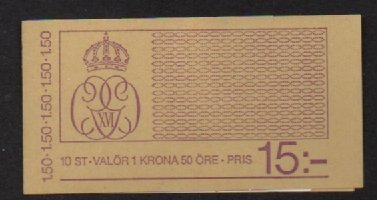 1.50·1.50·1.50·1.50·1.50
XVI
10 ST · VALÖR 1 KRONA 50 ÖRE · PRIS 15:-